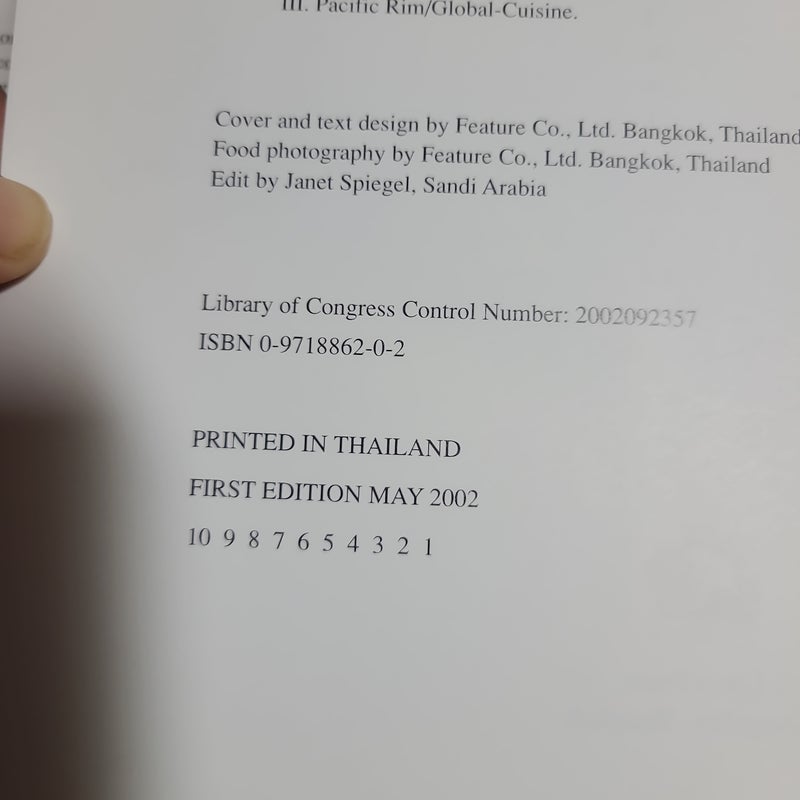 III. Pacific Rim/Global-Cuisine.
Cover and text design by Feature Co., Ltd. Bangkok, Thailand
Food photography by Feature Co., Ltd. Bangkok, Thailand
Edit by Janet Spiegel, Sandi Arabia
Library of Congress Control Number: 2002092357
ISBN 0-9718862-0-2
PRINTED IN THAILAND
FIRST EDITION MAY 2002
10 9 8 7 6 5 4 3 2 1